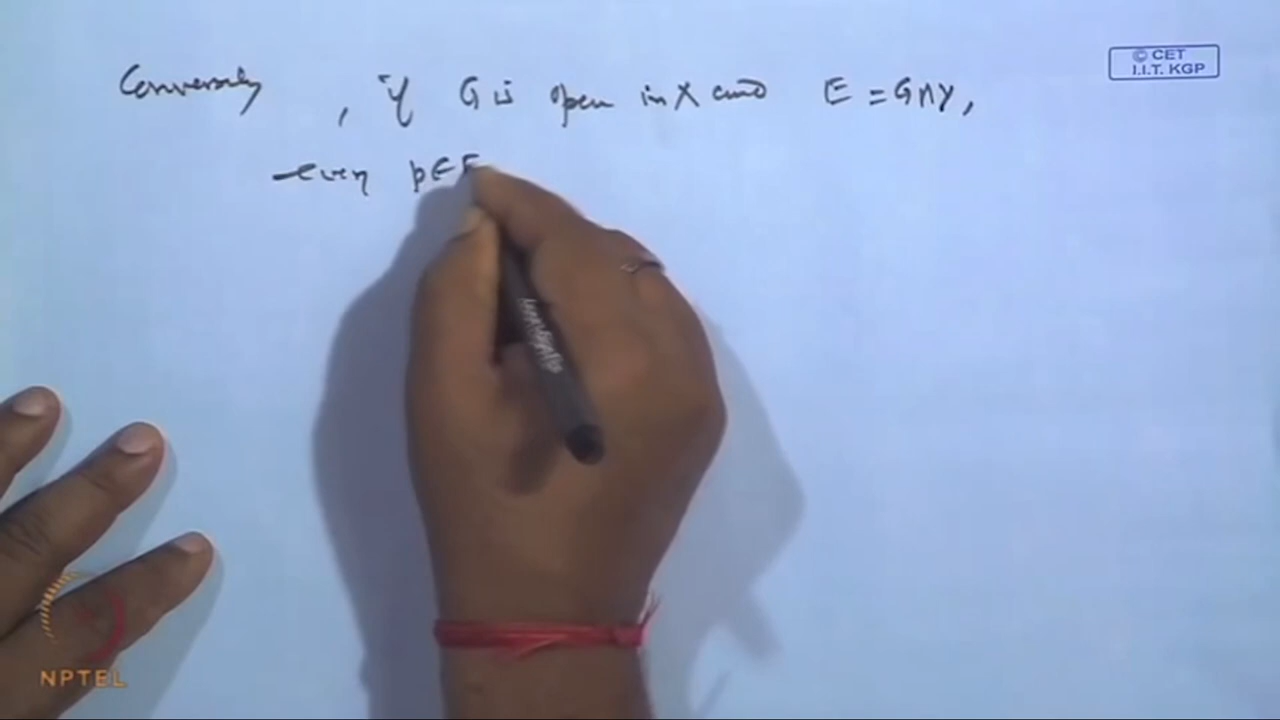 Conversely, if G is open in X and E = G∩Y,
every p∈E
© CET
I.I.T. KGP
NPTEL